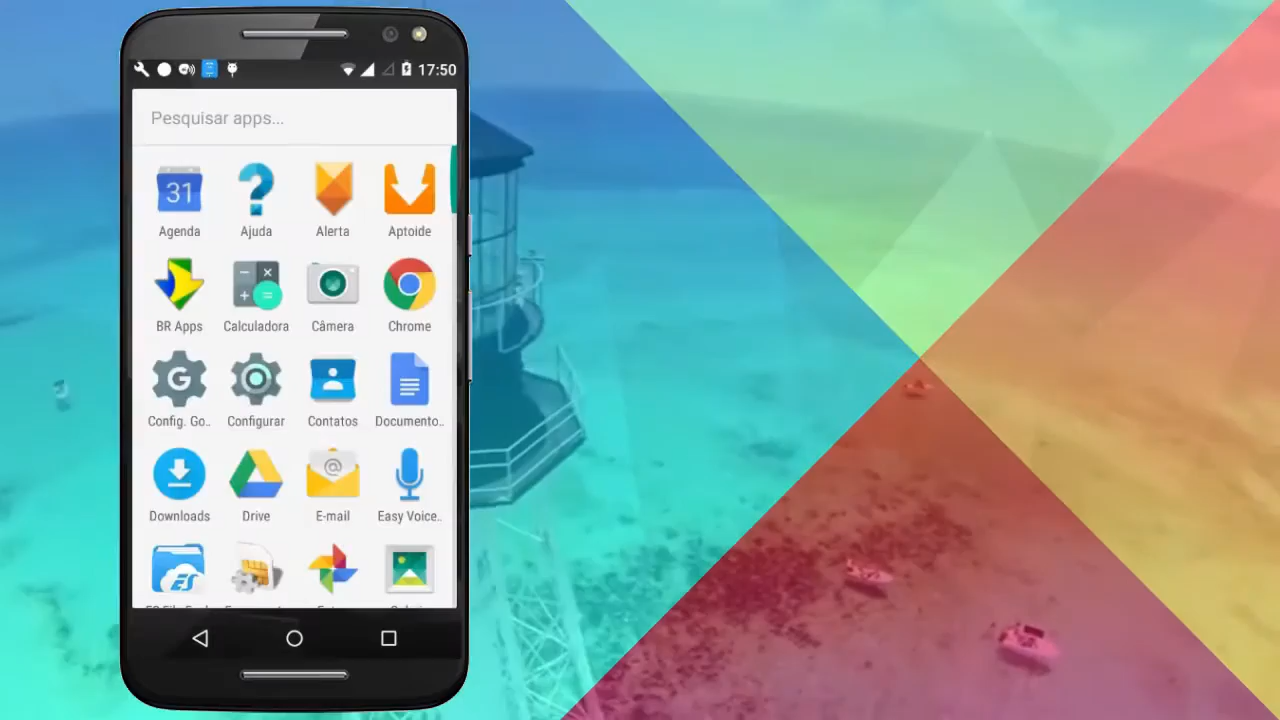 17:50
Pesquisar apps...
31
Agenda Ajuda Alerta Aptoide
BR Apps Calculadora Câmera Chrome
G
Config. Go.. Configurar Contatos Documento..
@
Downloads Drive E-mail Easy Voice..
ES